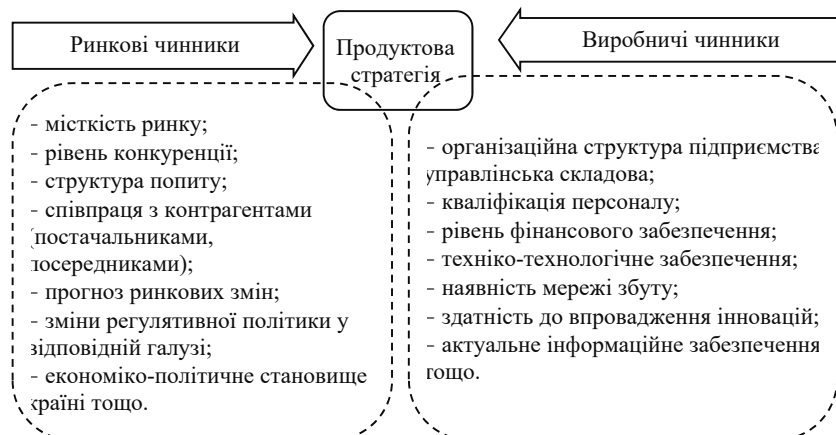 Ринкові чинники
Продуктова
стратегія
Виробничі чинники
- місткість ринку;
- рівень конкуренції;
- структура попиту;
- співпраця з контрагентами
(постачальниками,
посередниками);
- прогноз ринкових змін;
- зміни регулятивної політики у
відповідній галузі;
- економіко-політичне становище
країні тощо.
- організаційна структура підприємства
управлінська складова;
- кваліфікація персоналу;
- рівень фінансового забезпечення;
- техніко-технологічне забезпечення;
- наявність мережі збуту;
- здатність до впровадження інновацій;
- актуальне інформаційне забезпечення
тощо.